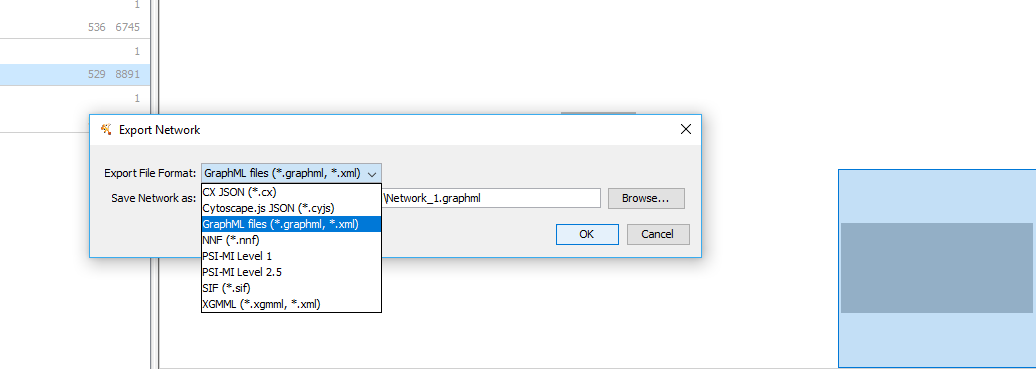 1
536 6745
1
529 8891
1
Export Network
Export File Format: GraphML files (*.graphml, *.xml)
CX JSON (*.cx)
Save Network as: \Network_1.graphml Browse...
Cytoscape.js JSON (*.cyjs)
GraphML files (*.graphml, *.xml)
NNF (*.nnf)
OK Cancel
PSI-MI Level 1
PSI-MI Level 2.5
SIF (*.sif)
XGMML (*.xgmml, *.xml)